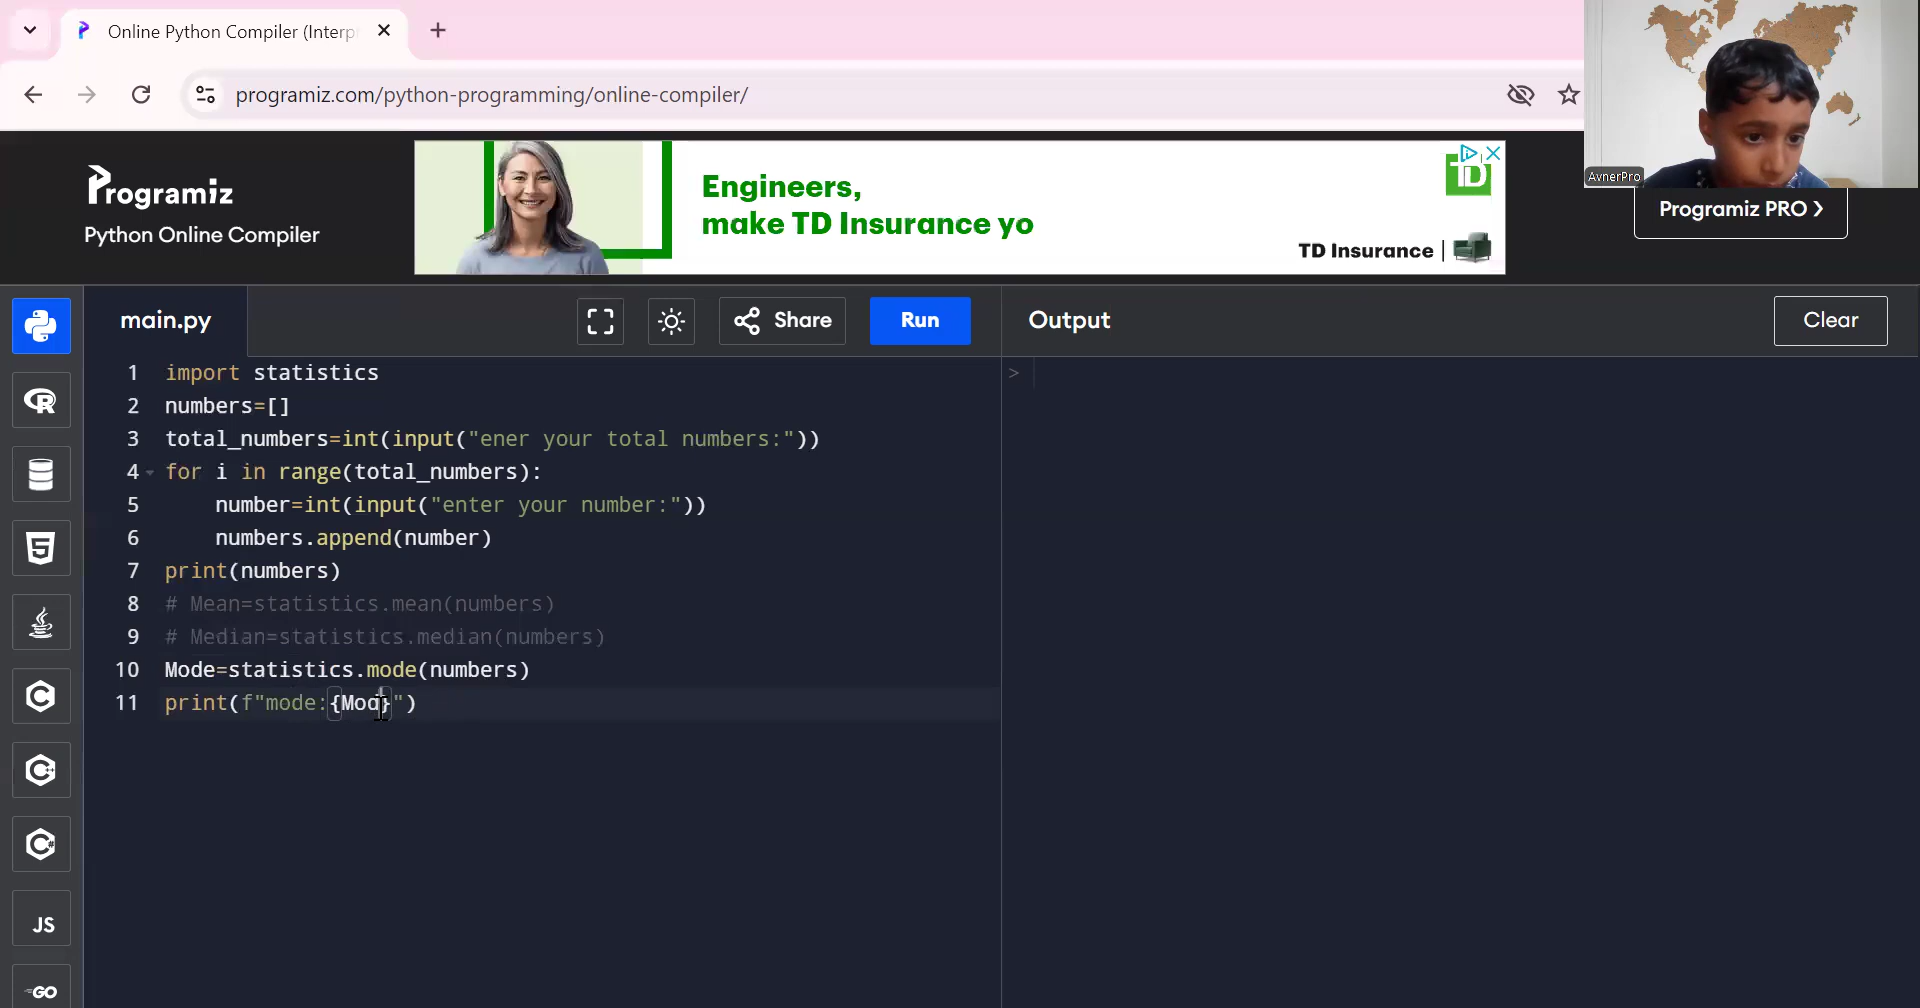 Online Python Compiler (Interp
programiz.com/python-programming/online-compiler/
AvnerPro
Programiz
Python Online Compiler
Engineers,
make TD Insurance yo
TD
TD Insurance
Programiz PRO ❯
main.py
Share
Run
Output
Clear
1 import statistics
2 numbers=[]
3 total_numbers=int(input("ener your total numbers:"))
4 for i in range(total_numbers):
5 number=int(input("enter your number:"))
6 numbers.append(number)
7 print(numbers)
8 # Mean=statistics.mean(numbers)
9 # Median=statistics.median(numbers)
10 Mode=statistics.mode(numbers)
11 print(f"mode:{Mod}")
>
R
5
C
C++
C#
JS
GO